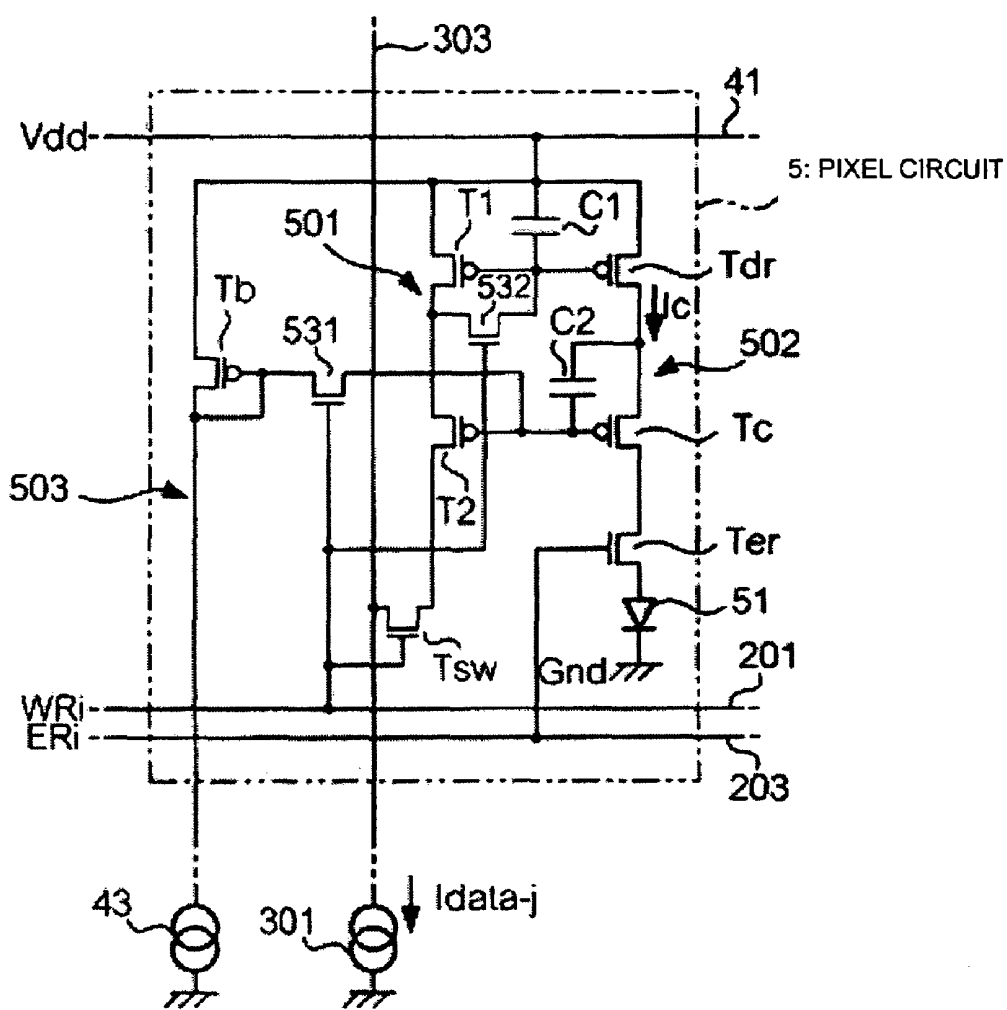 303
41
Vdd
5: PIXEL CIRCUIT
T1
C1
501
Tdr
Tb
532
Ic
531
C2
502
Tc
503
T2
Ter
51
Tsw
Gnd
201
WRi
ERi
203
43
301
Idata-j